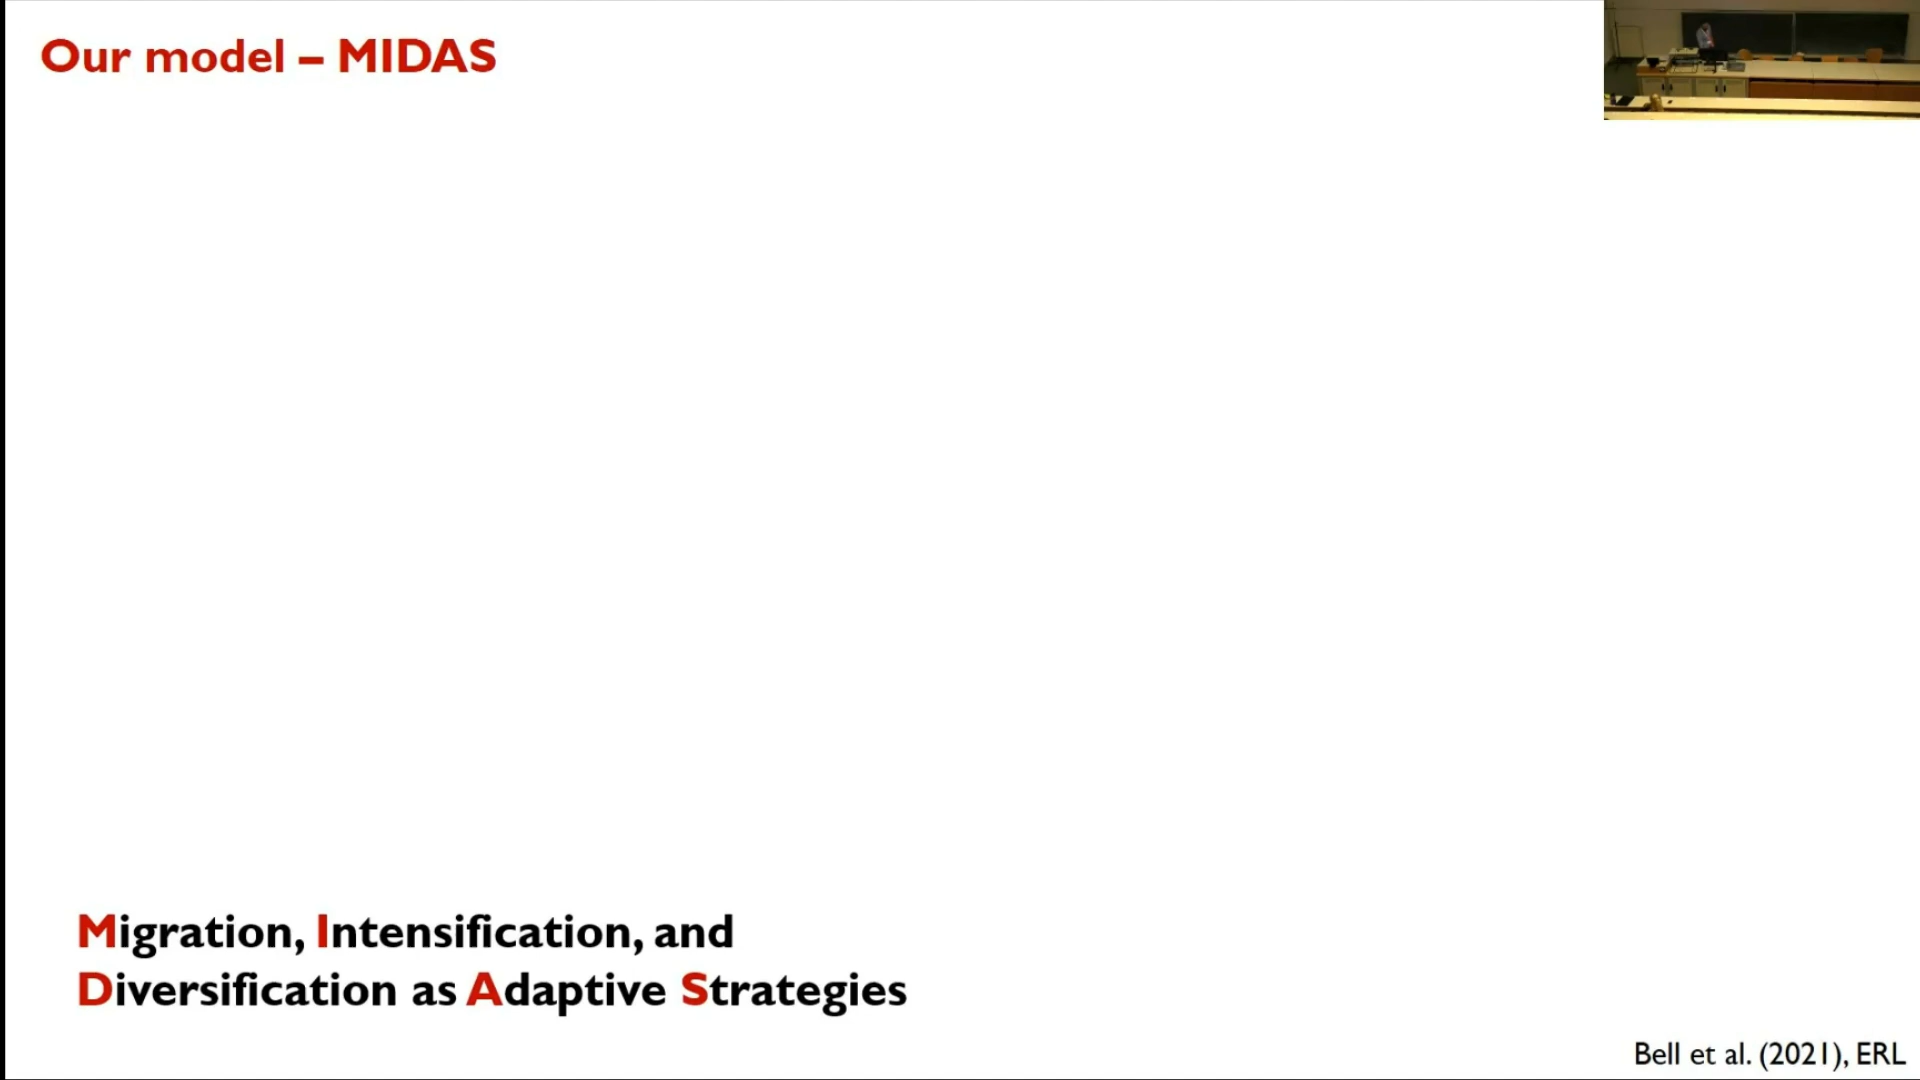 Our model – MIDAS
Migration, Intensification, and
Diversification as Adaptive Strategies
Bell et al. (2021), ERL